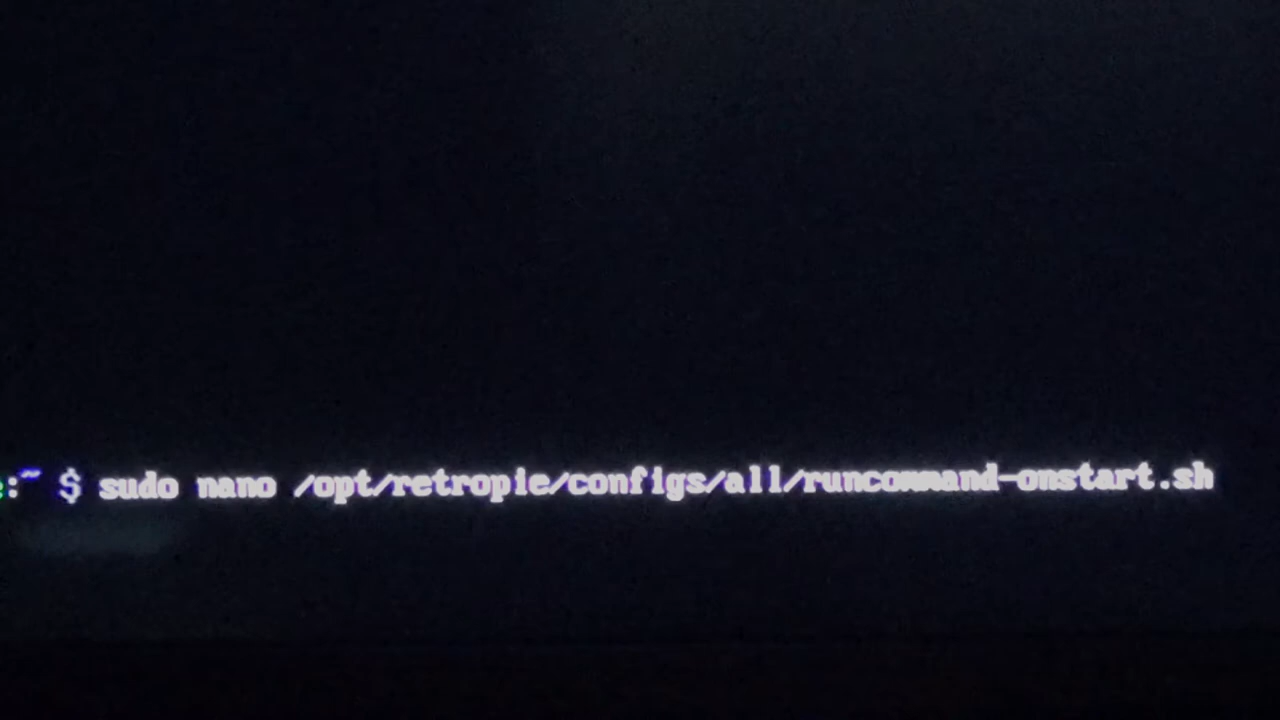 :~ $ sudo nano /opt/retropie/configs/all/runcommand-onstart.sh